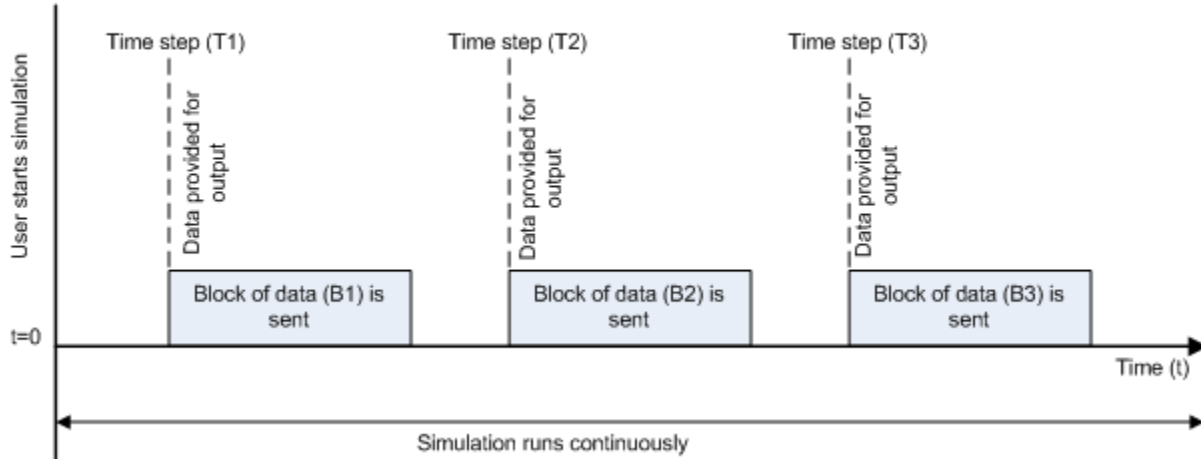 User starts simulation
Time step (T1)
Time step (T2)
Time step (T3)
Data provided for
output
Data provided for
output
Data provided for
output
Block of data (B1) is
sent
Block of data (B2) is
sent
Block of data (B3) is
sent
t=0
Time (t)
Simulation runs continuously